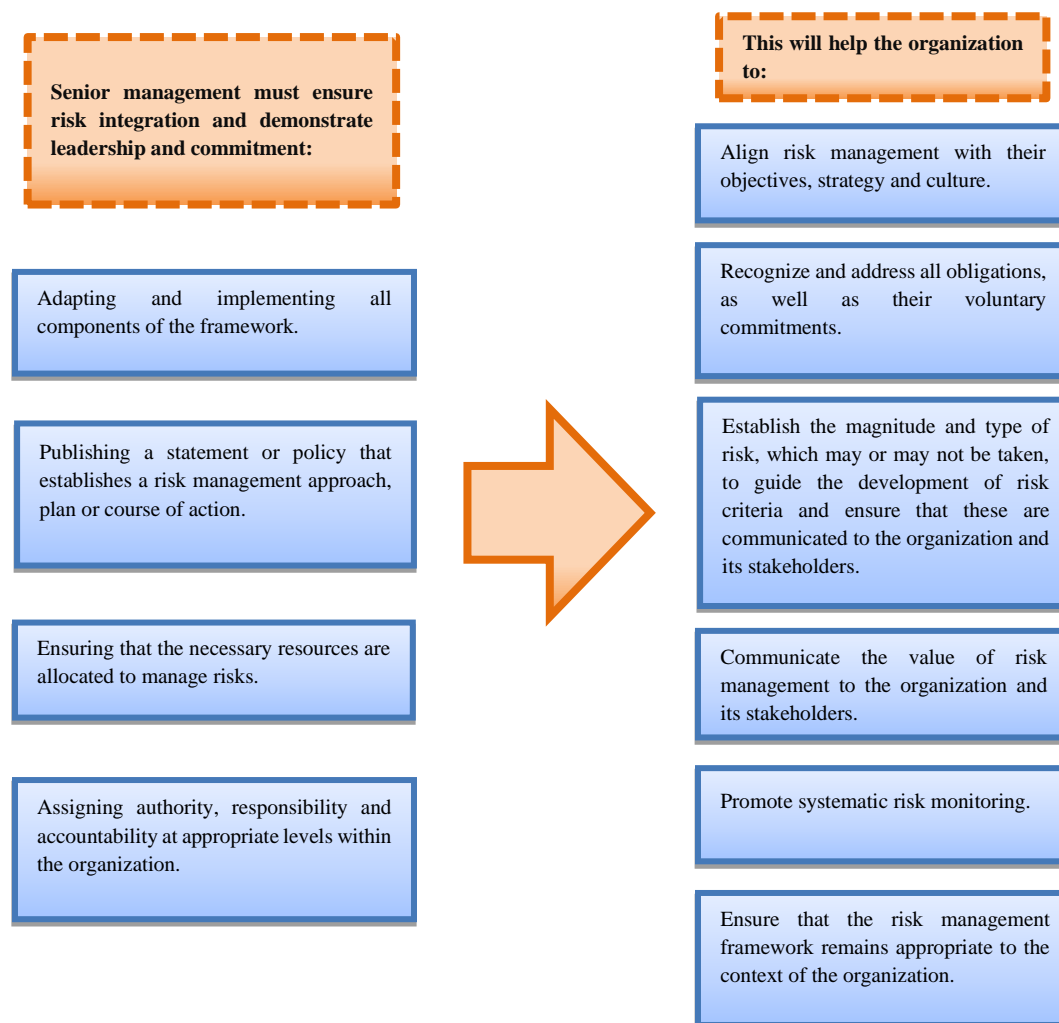 Senior management must ensure
risk integration and demonstrate
leadership and commitment:
Adapting and implementing all
components of the framework.
Publishing a statement or policy that
establishes a risk management approach,
plan or course of action.
Ensuring that the necessary resources are
allocated to manage risks.
Assigning authority, responsibility and
accountability at appropriate levels within
the organization.
This will help the organization
to:
Align risk management with their
objectives, strategy and culture.
Recognize and address all obligations,
as well as their voluntary
commitments.
Establish the magnitude and type of
risk, which may or may not be taken,
to guide the development of risk
criteria and ensure that these are
communicated to the organization and
its stakeholders.
Communicate the value of risk
management to the organization and
its stakeholders.
Promote systematic risk monitoring.
Ensure that the risk management
framework remains appropriate to the
context of the organization.